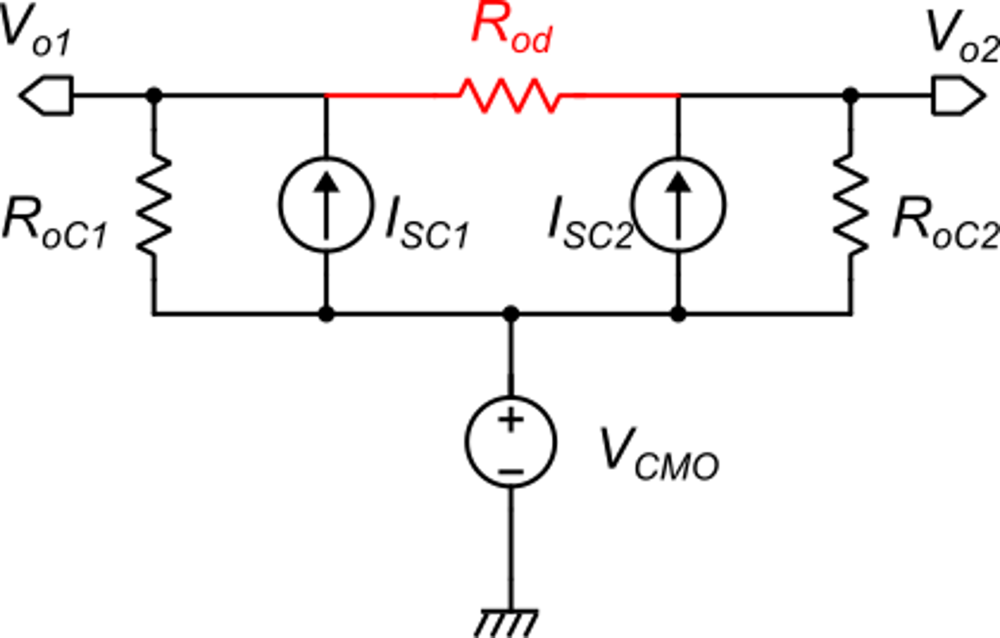 Vo1
Rod
Vo2
RoC1
ISC1
ISC2
RoC2
+
−
VCMO